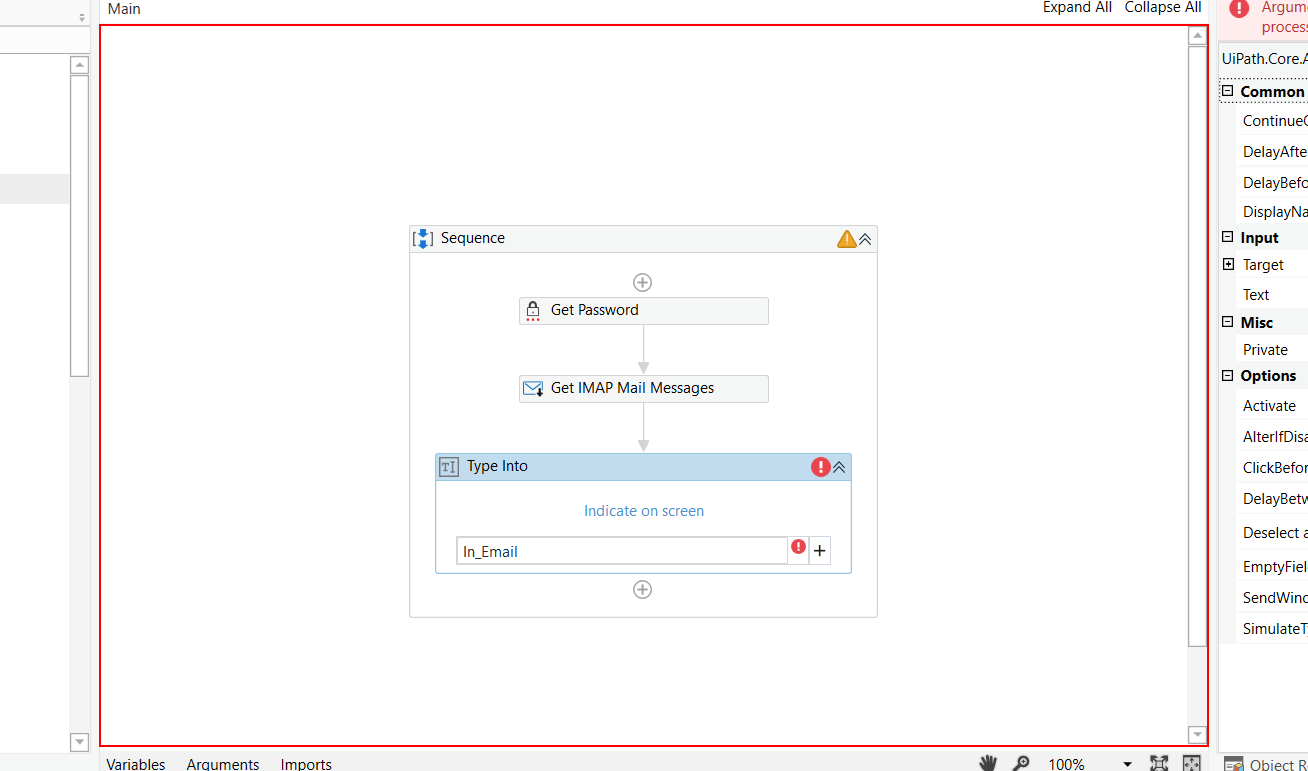 Main
Expand All Collapse All
Argum
process
UiPath.Core.A
Common
ContinueO
DelayAfte
DelayBefo
DisplayNa
Input
Target
Text
Misc
Private
Options
Activate
AlterIfDisa
ClickBefor
DelayBetw
Deselect a
EmptyFiel
SendWind
SimulateTy
Sequence
Get Password
Get IMAP Mail Messages
Type Into
Indicate on screen
In_Email
Variables Arguments Imports
100%
Object R